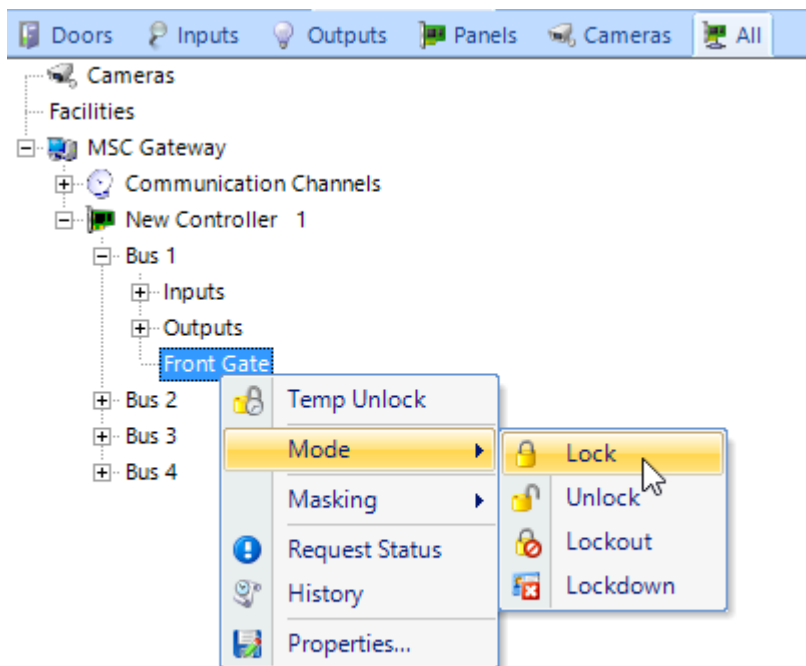 Doors Inputs Outputs Panels Cameras All
Cameras
Facilities
MSC Gateway
Communication Channels
New Controller 1
Bus 1
Inputs
Outputs
Front Gate
Bus 2
Bus 3
Bus 4
Temp Unlock
Mode
Masking
Request Status
History
Properties...
Lock
Unlock
Lockout
Lockdown